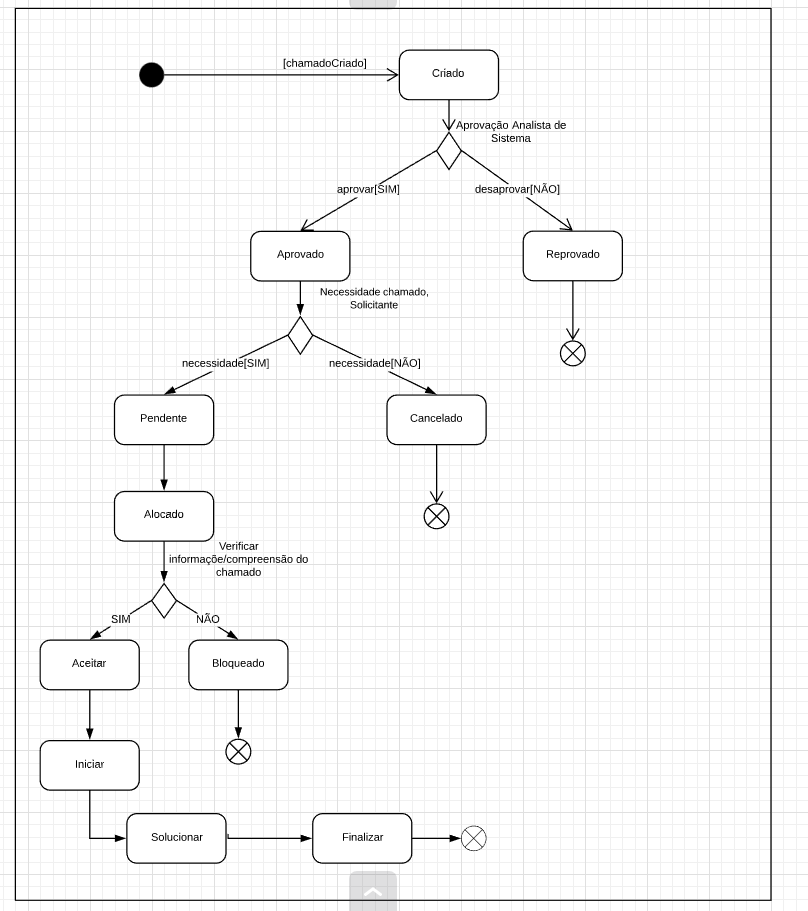 [chamadoCriado]
Criado
Aprovação Analista de
Sistema
aprovar[SIM]
desaprovar[NÃO]
Aprovado
Reprovado
Necessidade chamado,
Solicitante
necessidade[SIM]
necessidade[NÃO]
Pendente
Cancelado
Alocado
Verificar
informaçõe/compreensão do
chamado
SIM
NÃO
Aceitar
Bloqueado
Iniciar
Solucionar
Finalizar